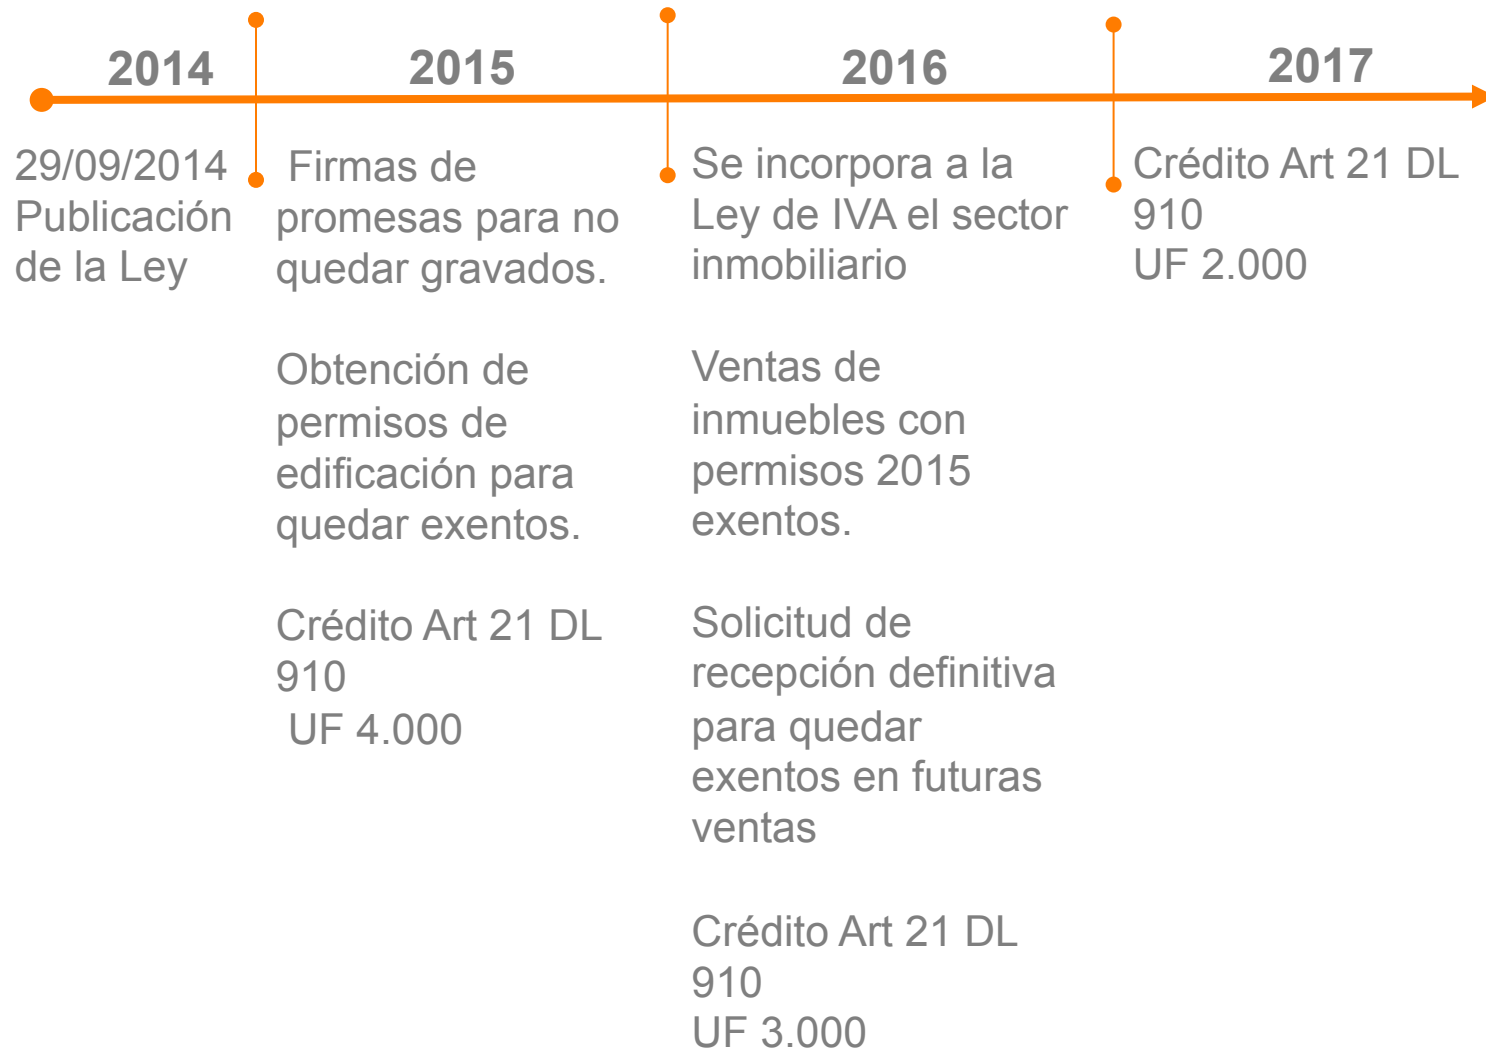 2014
29/09/2014
Publicación
de la Ley
2015
Firmas de
promesas para no
quedar gravados.
Obtención de
permisos de
edificación para
quedar exentos.
Crédito Art 21 DL
910
UF 4.000
2016
Se incorpora a la
Ley de IVA el sector
inmobiliario
Ventas de
inmuebles con
permisos 2015
exentos.
Solicitud de
recepción definitiva
para quedar
exentos en futuras
ventas
Crédito Art 21 DL
910
UF 3.000
2017
Crédito Art 21 DL
910
UF 2.000